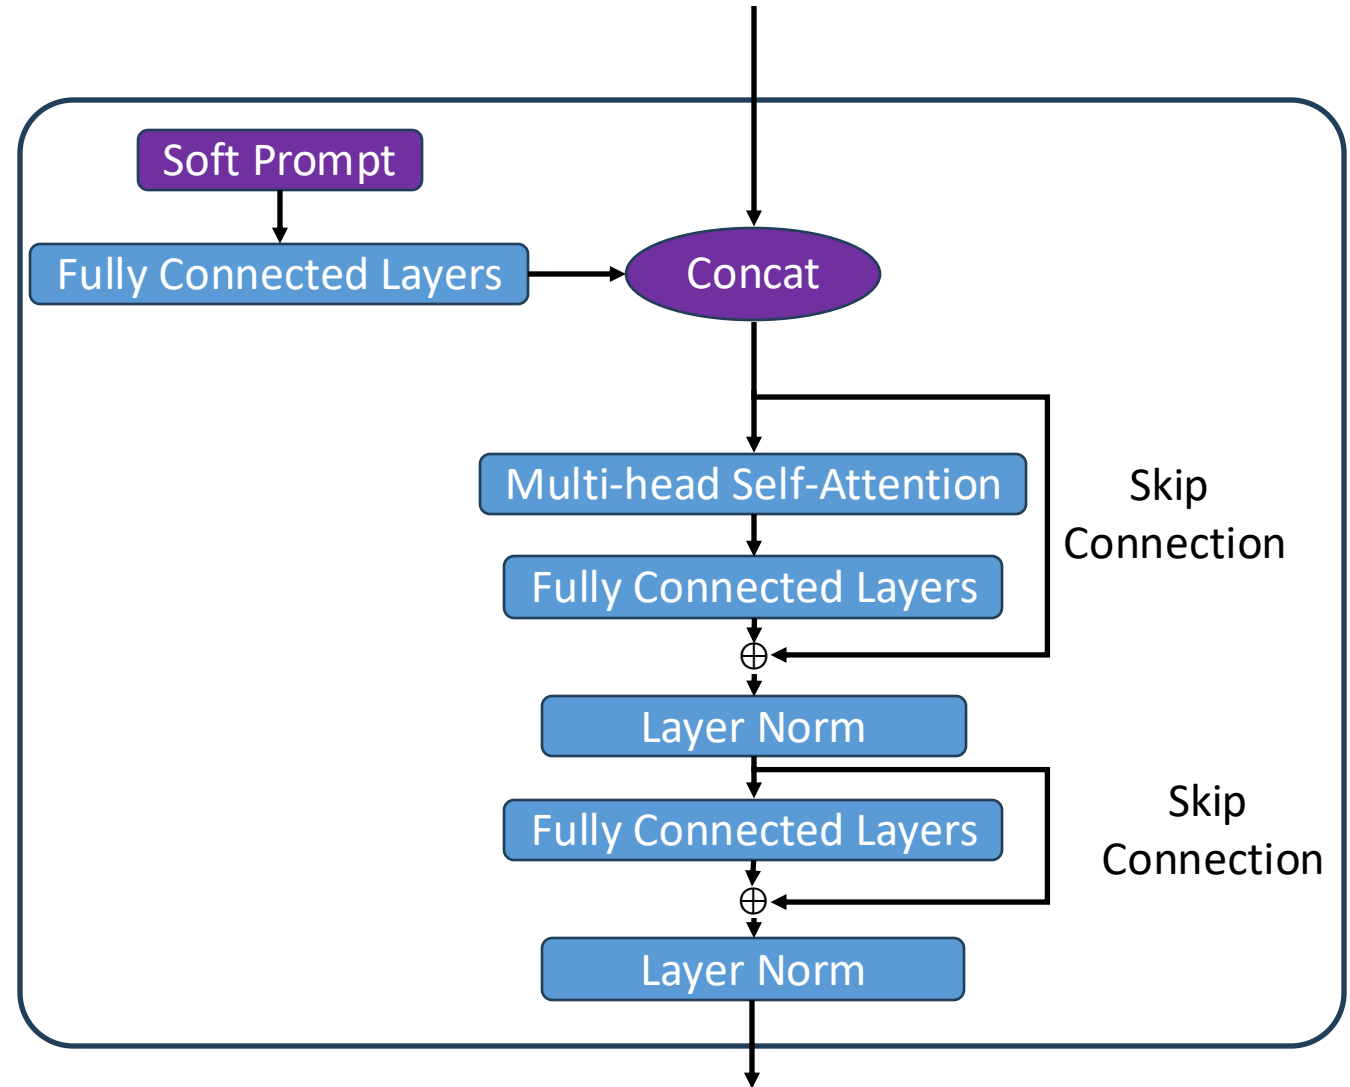 Soft Prompt
Fully Connected Layers
Concat
Multi-head Self-Attention
Skip
Connection
Fully Connected Layers
Layer Norm
Fully Connected Layers
Skip
Connection
Layer Norm